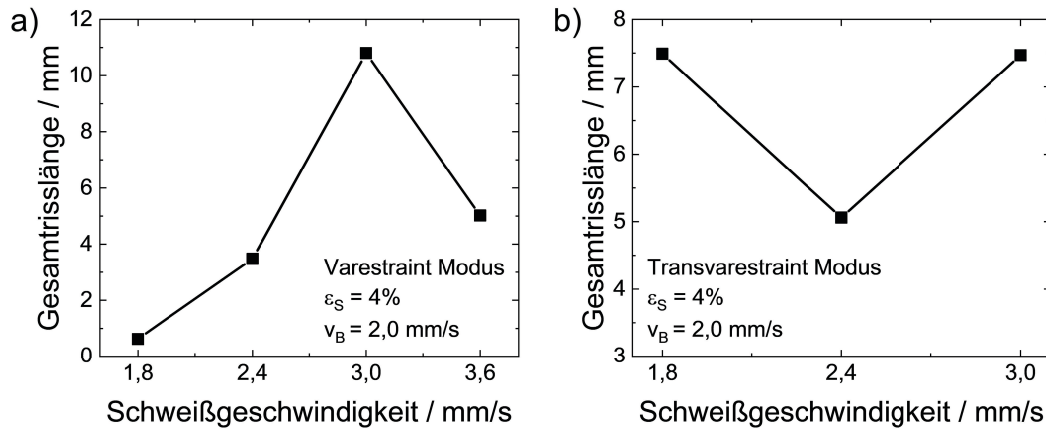 a)
Gesamtrisslänge / mm
12
10
8
6
4
2
0
Varestraint Modus
εS = 4%
vB = 2,0 mm/s
1,8 2,4 3,0 3,6
Schweißgeschwindigkeit / mm/s
b)
Gesamtrisslänge / mm
8
7
6
5
4
3
Transvarestraint Modus
εS = 4%
vB = 2,0 mm/s
1,8 2,4 3,0
Schweißgeschwindigkeit / mm/s